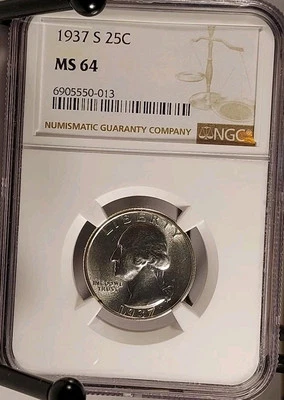 1937 S 25C
MS 64
6905550-013
NUMISMATIC GUARANTY COMPANY
NGC
LIBERTY
IN GOD WE
TRUST
1937